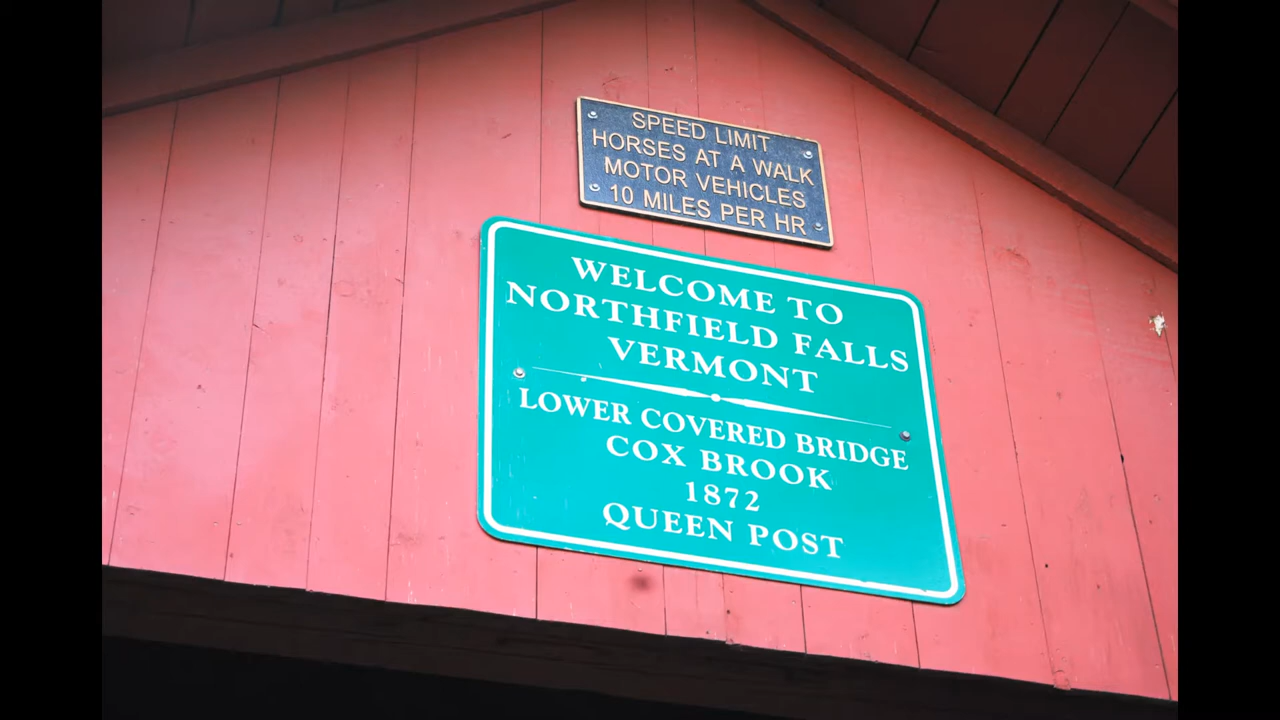 SPEED LIMIT
HORSES AT A WALK
MOTOR VEHICLES
10 MILES PER HR
WELCOME TO
NORTHFIELD FALLS
VERMONT
LOWER COVERED BRIDGE
COX BROOK
1872
QUEEN POST